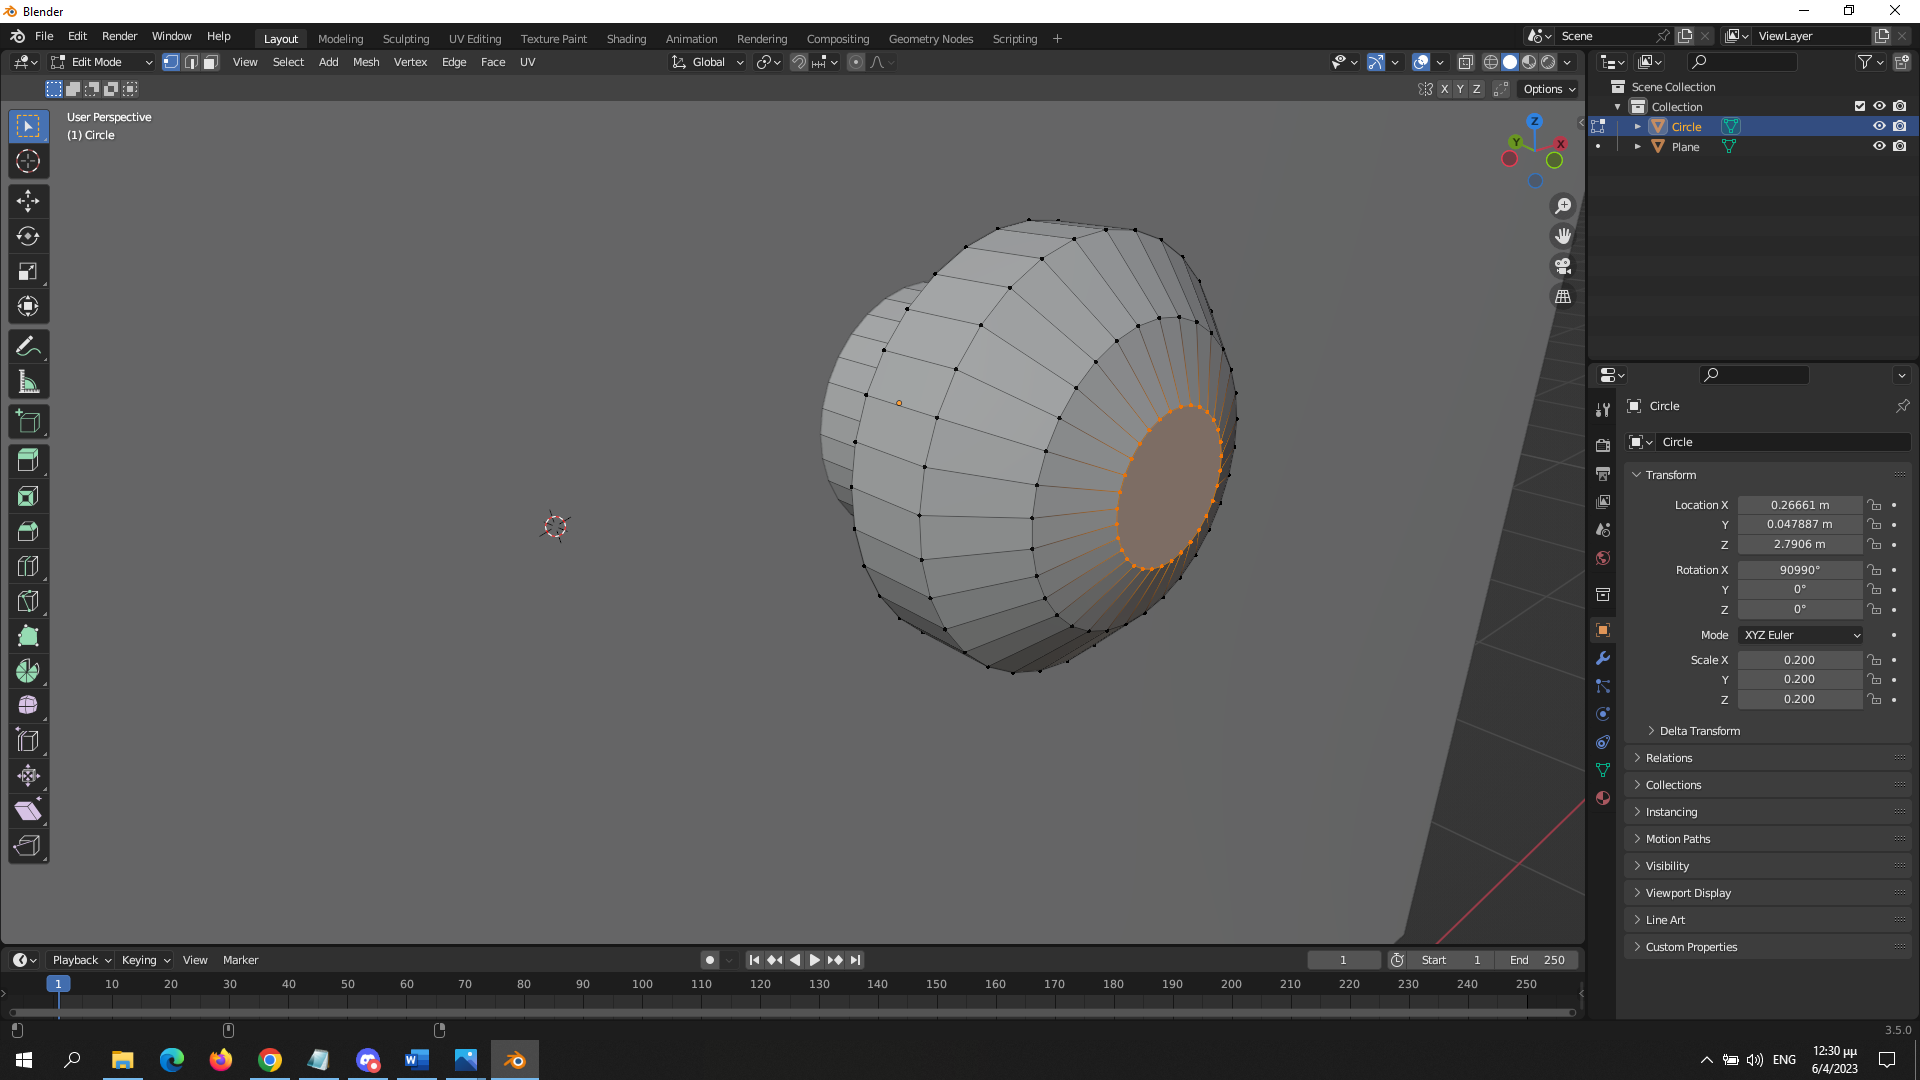 Blender
File Edit Render Window Help Layout Modeling Sculpting UV Editing Texture Paint Shading Animation Rendering Compositing Geometry Nodes Scripting + Scene ViewLayer
Edit Mode View Select Add Mesh Vertex Edge Face UV Global
X Y Z Options
User Perspective
(1) Circle
Z
Y X
Scene Collection
Collection
Circle
Plane
Circle
Circle
Transform
Location X 0.26661 m
Y 0.047887 m
Z 2.7906 m
Rotation X 90990°
Y 0°
Z 0°
Mode XYZ Euler
Scale X 0.200
Y 0.200
Z 0.200
Delta Transform
Relations
Collections
Instancing
Motion Paths
Visibility
Viewport Display
Line Art
Custom Properties
Playback Keying View Marker 1 Start 1 End 250
1 10 20 30 40 50 60 70 80 90 100 110 120 130 140 150 160 170 180 190 200 210 220 230 240 250
3.5.0
ENG
12:30 μμ
6/4/2023